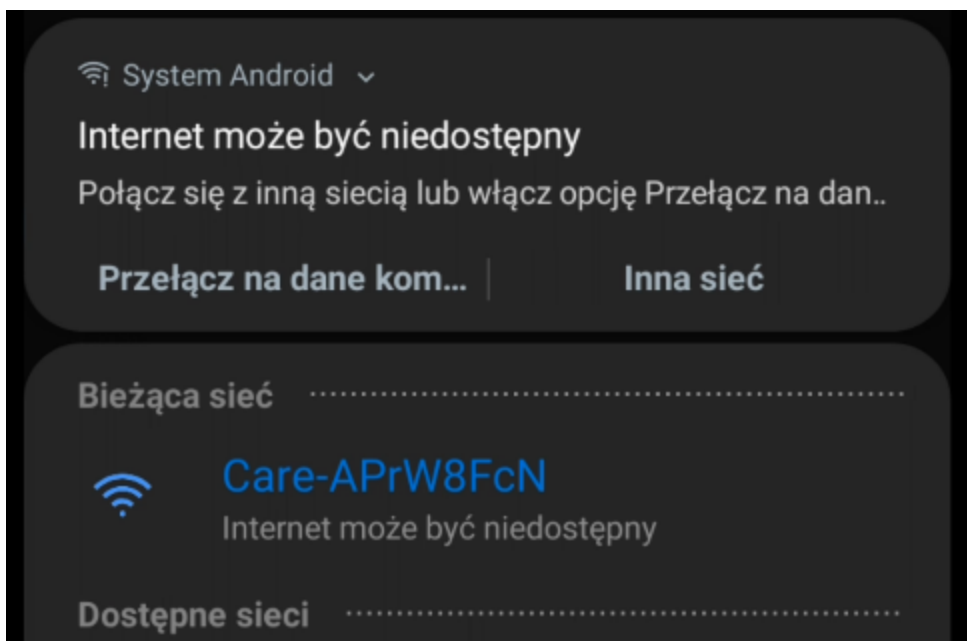 System Android
Internet może być niedostępny
Połącz się z inną siecią lub włącz opcję Przełącz na dan..
Przełącz na dane kom...
Inna sieć
Bieżąca sieć
Care-APrW8FcN
Internet może być niedostępny
Dostępne sieci